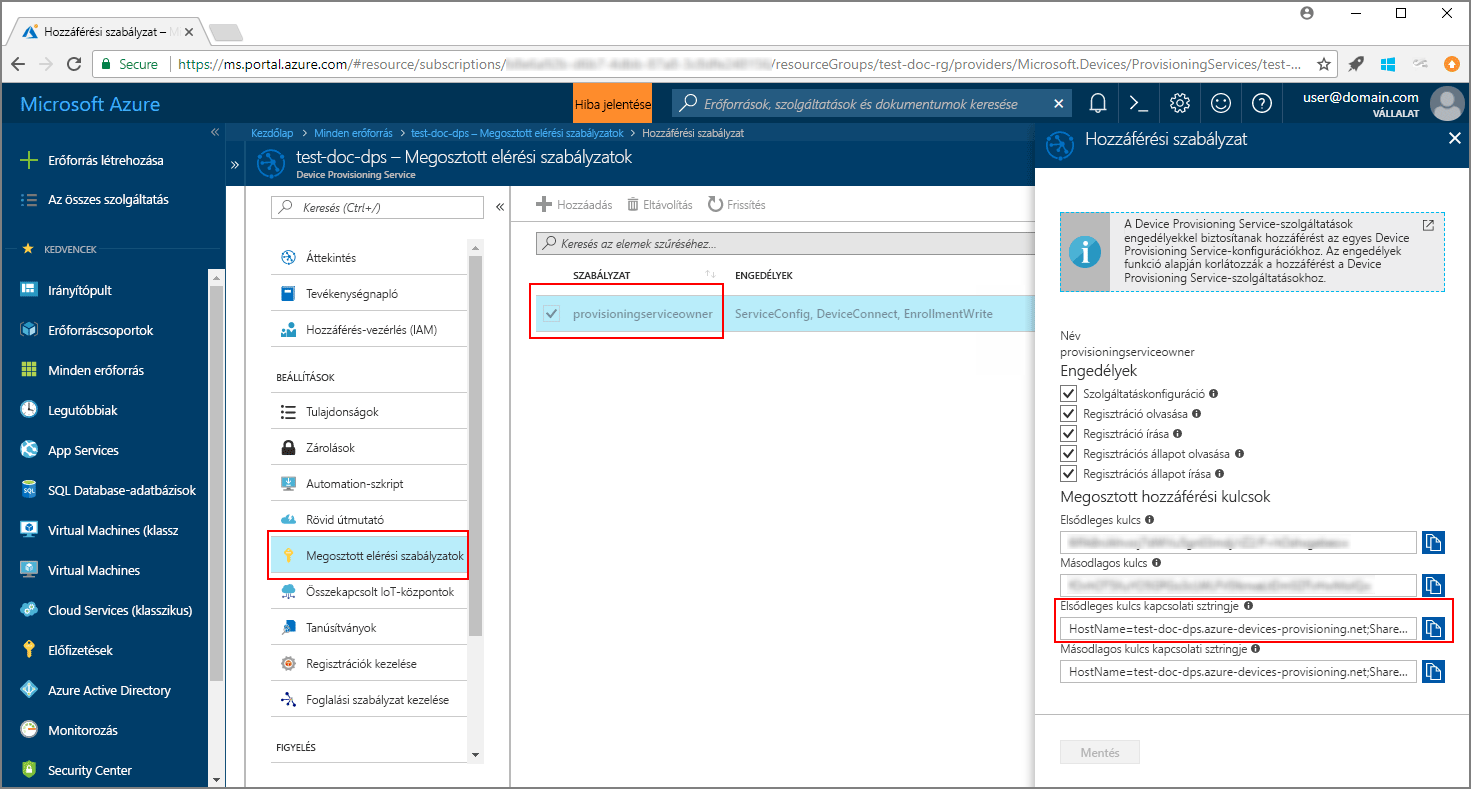 Hozzáférési szabályzat – M
Secure
https://ms.portal.azure.com/#resource/subscriptions/
/resourceGroups/test-doc-rg/providers/Microsoft.Devices/ProvisioningServices/test-...
Microsoft Azure
Hiba jelentése
Erőforrások, szolgáltatások és dokumentumok keresése
user@domain.com
VÁLLALAT
Erőforrás létrehozása
Az összes szolgáltatás
KEDVENCEK
Irányítópult
Erőforráscsoportok
Minden erőforrás
Legutóbbiak
App Services
SQL Database-adatbázisok
Virtual Machines (klassz
Virtual Machines
Cloud Services (klasszikus)
Előfizetések
Azure Active Directory
Monitorozás
Security Center
Kezdőlap > Minden erőforrás > test-doc-dps – Megosztott elérési szabályzatok > Hozzáférési szabályzat
test-doc-dps – Megosztott elérési szabályzatok
Device Provisioning Service
Keresés (Ctrl+/)
Áttekintés
Tevékenységnapló
Hozzáférés-vezérlés (IAM)
BEÁLLÍTÁSOK
Tulajdonságok
Zárolások
Automation-szkript
Rövid útmutató
Megosztott elérési szabályzatok
Összekapcsolt IoT-központok
Tanúsítványok
Regisztrációk kezelése
Foglalási szabályzat kezelése
FIGYELÉS
Hozzáadás
Eltávolítás
Frissítés
Keresés az elemek szűréséhez...
SZABÁLYZAT
ENGEDÉLYEK
provisioningserviceowner
ServiceConfig, DeviceConnect, EnrollmentWrite
Hozzáférési szabályzat
A Device Provisioning Service-szolgáltatások
engedélyekkel biztosítanak hozzáférést az egyes Device
Provisioning Service-konfigurációkhoz. Az engedélyek
funkció alapján korlátozzák a hozzáférést a Device
Provisioning Service-szolgáltatásokhoz.
Név
provisioningserviceowner
Engedélyek
Szolgáltatáskonfiguráció
Regisztráció olvasása
Regisztráció írása
Regisztrációs állapot olvasása
Regisztrációs állapot írása
Megosztott hozzáférési kulcsok
Elsődleges kulcs
Másodlagos kulcs
Elsődleges kulcs kapcsolati sztringje
HostName=test-doc-dps.azure-devices-provisioning.net;Share...
Másodlagos kulcs kapcsolati sztringje
HostName=test-doc-dps.azure-devices-provisioning.net;Share...
Mentés